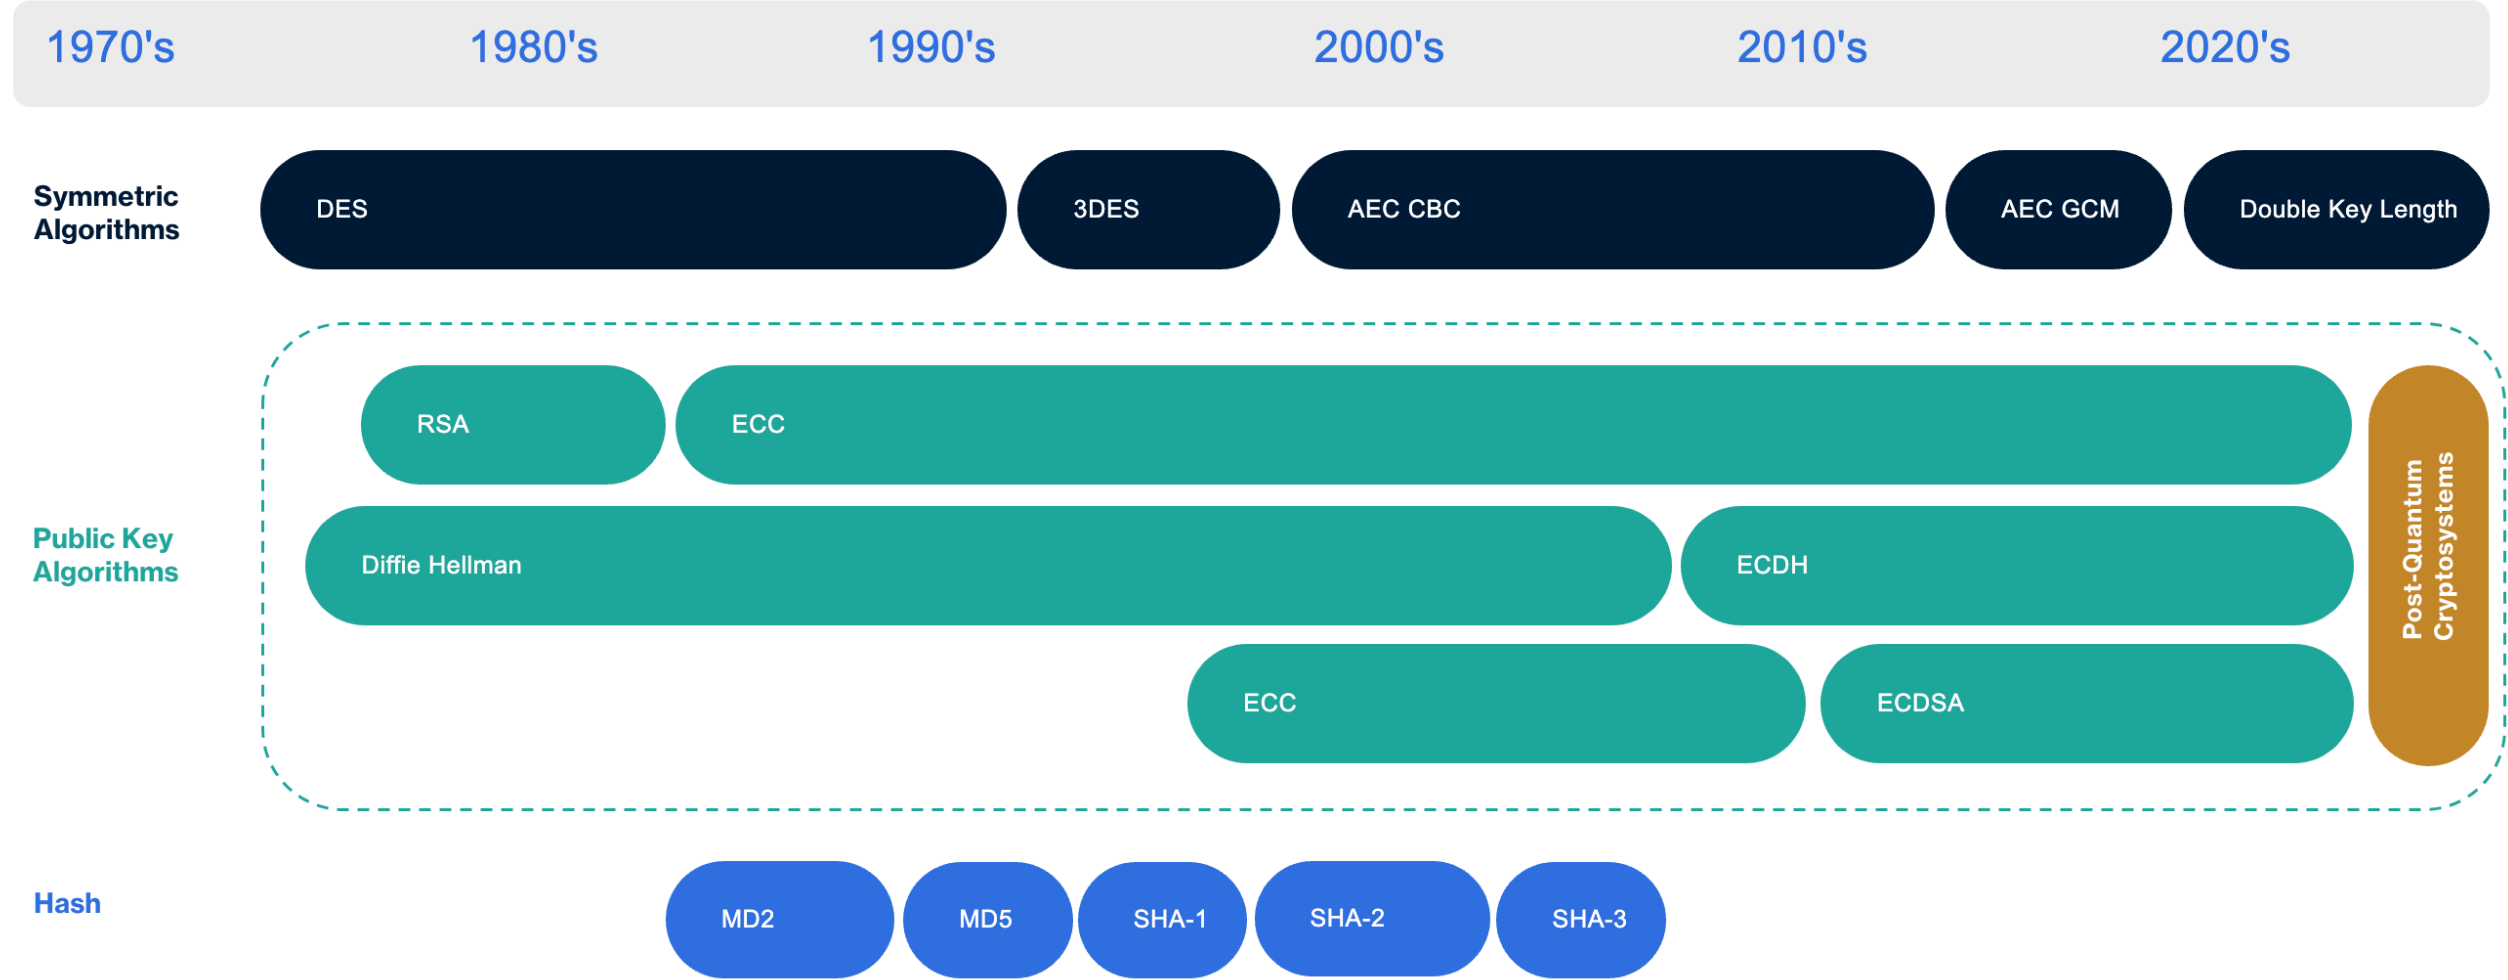 1970's
1980's
1990's
2000's
2010's
2020's
Symmetric
Algorithms
DES
3DES
AEC CBC
AEC GCM
Double Key Length
Public Key
Algorithms
RSA
ECC
Diffie Hellman
ECDH
ECC
ECDSA
Post-Quantum
Cryptosystems
Hash
MD2
MD5
SHA-1
SHA-2
SHA-3